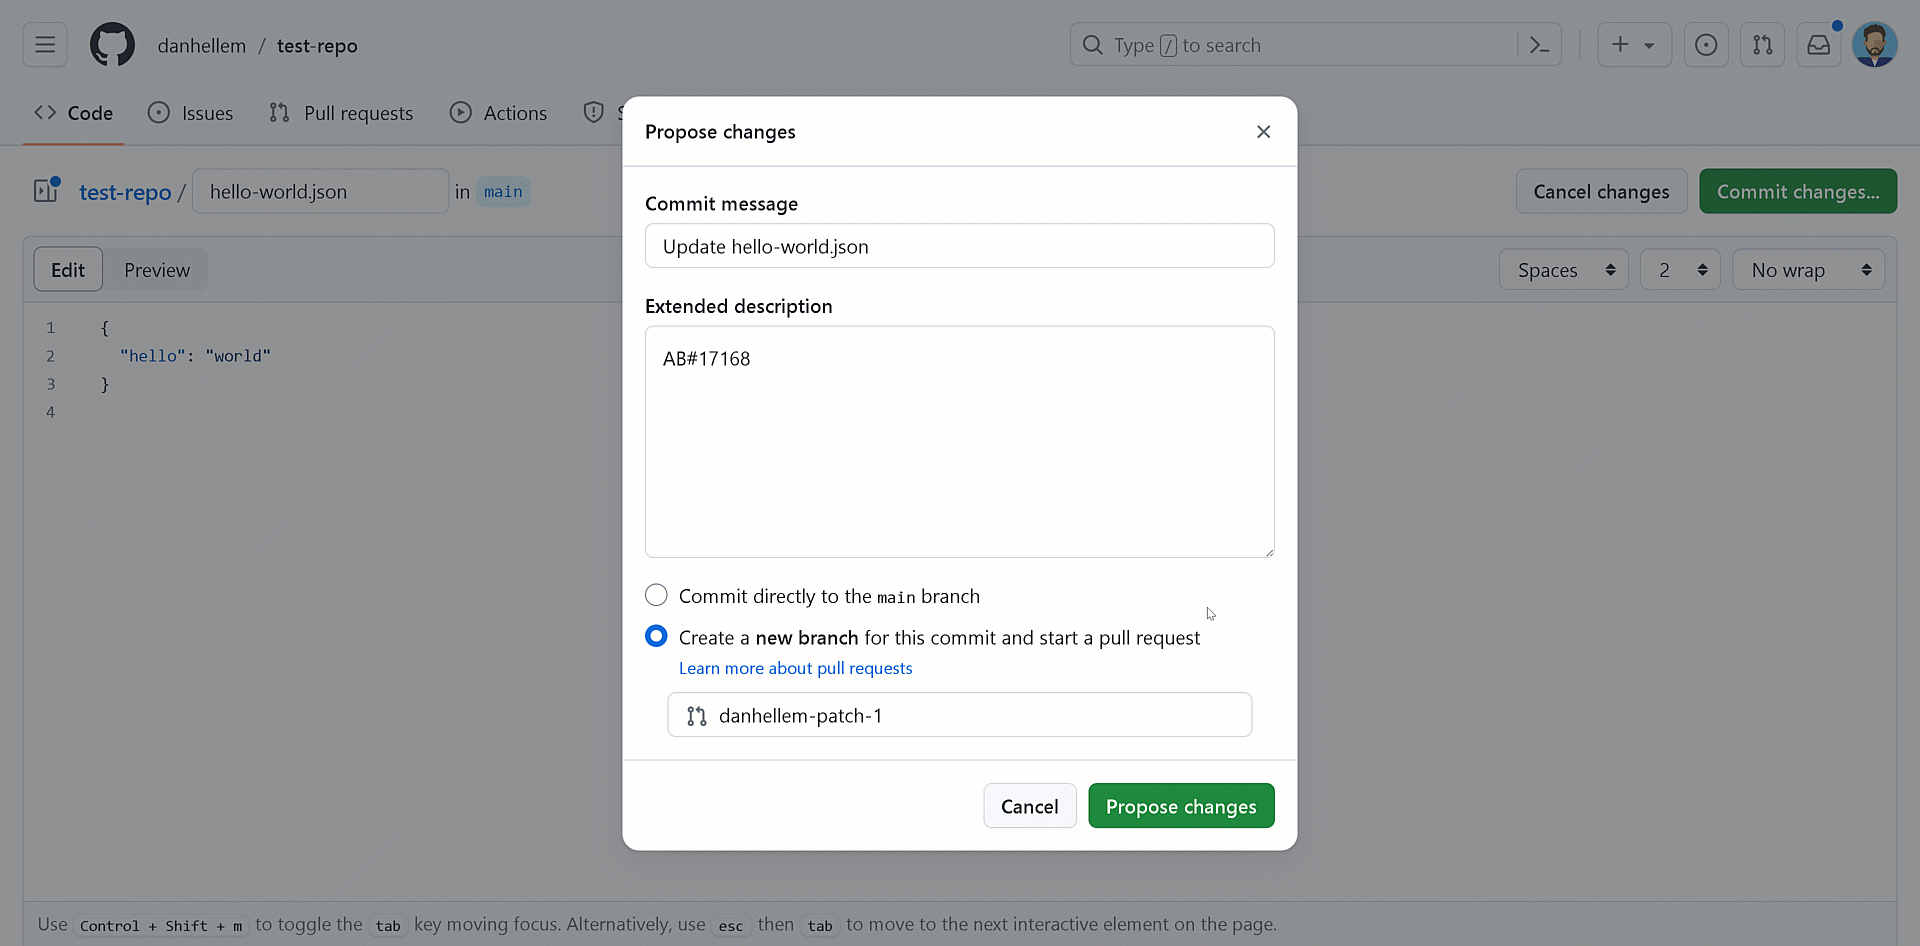 danhellem / test-repo
Type / to search
Code Issues Pull requests Actions
Propose changes
test-repo / hello-world.json in main
Cancel changes Commit changes...
Commit message
Update hello-world.json
Edit Preview
Spaces 2 No wrap
Extended description
AB#17168
1 {
2 "hello": "world"
3 }
4
Commit directly to the main branch
Create a new branch for this commit and start a pull request
Learn more about pull requests
danhellem-patch-1
Cancel Propose changes
Use Control + Shift + m to toggle the tab key moving focus. Alternatively, use esc then tab to move to the next interactive element on the page.